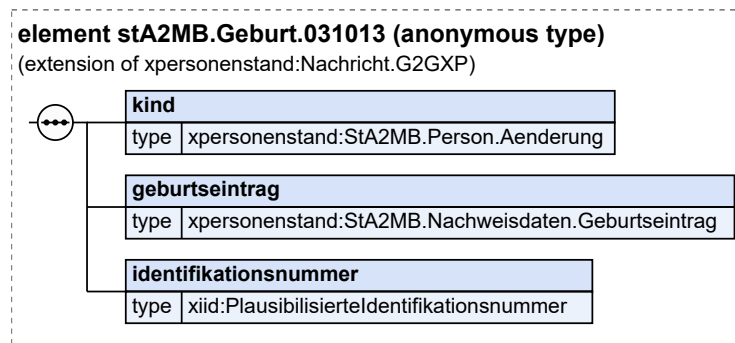 element stA2MB.Geburt.031013 (anonymous type)
(extension of xpersonenstand:Nachricht.G2GXP)
kind
type xpersonenstand:StA2MB.Person.Aenderung
geburtseintrag
type xpersonenstand:StA2MB.Nachweisdaten.Geburtseintrag
identifikationsnummer
type xiid:PlausibilisierteIdentifikationsnummer